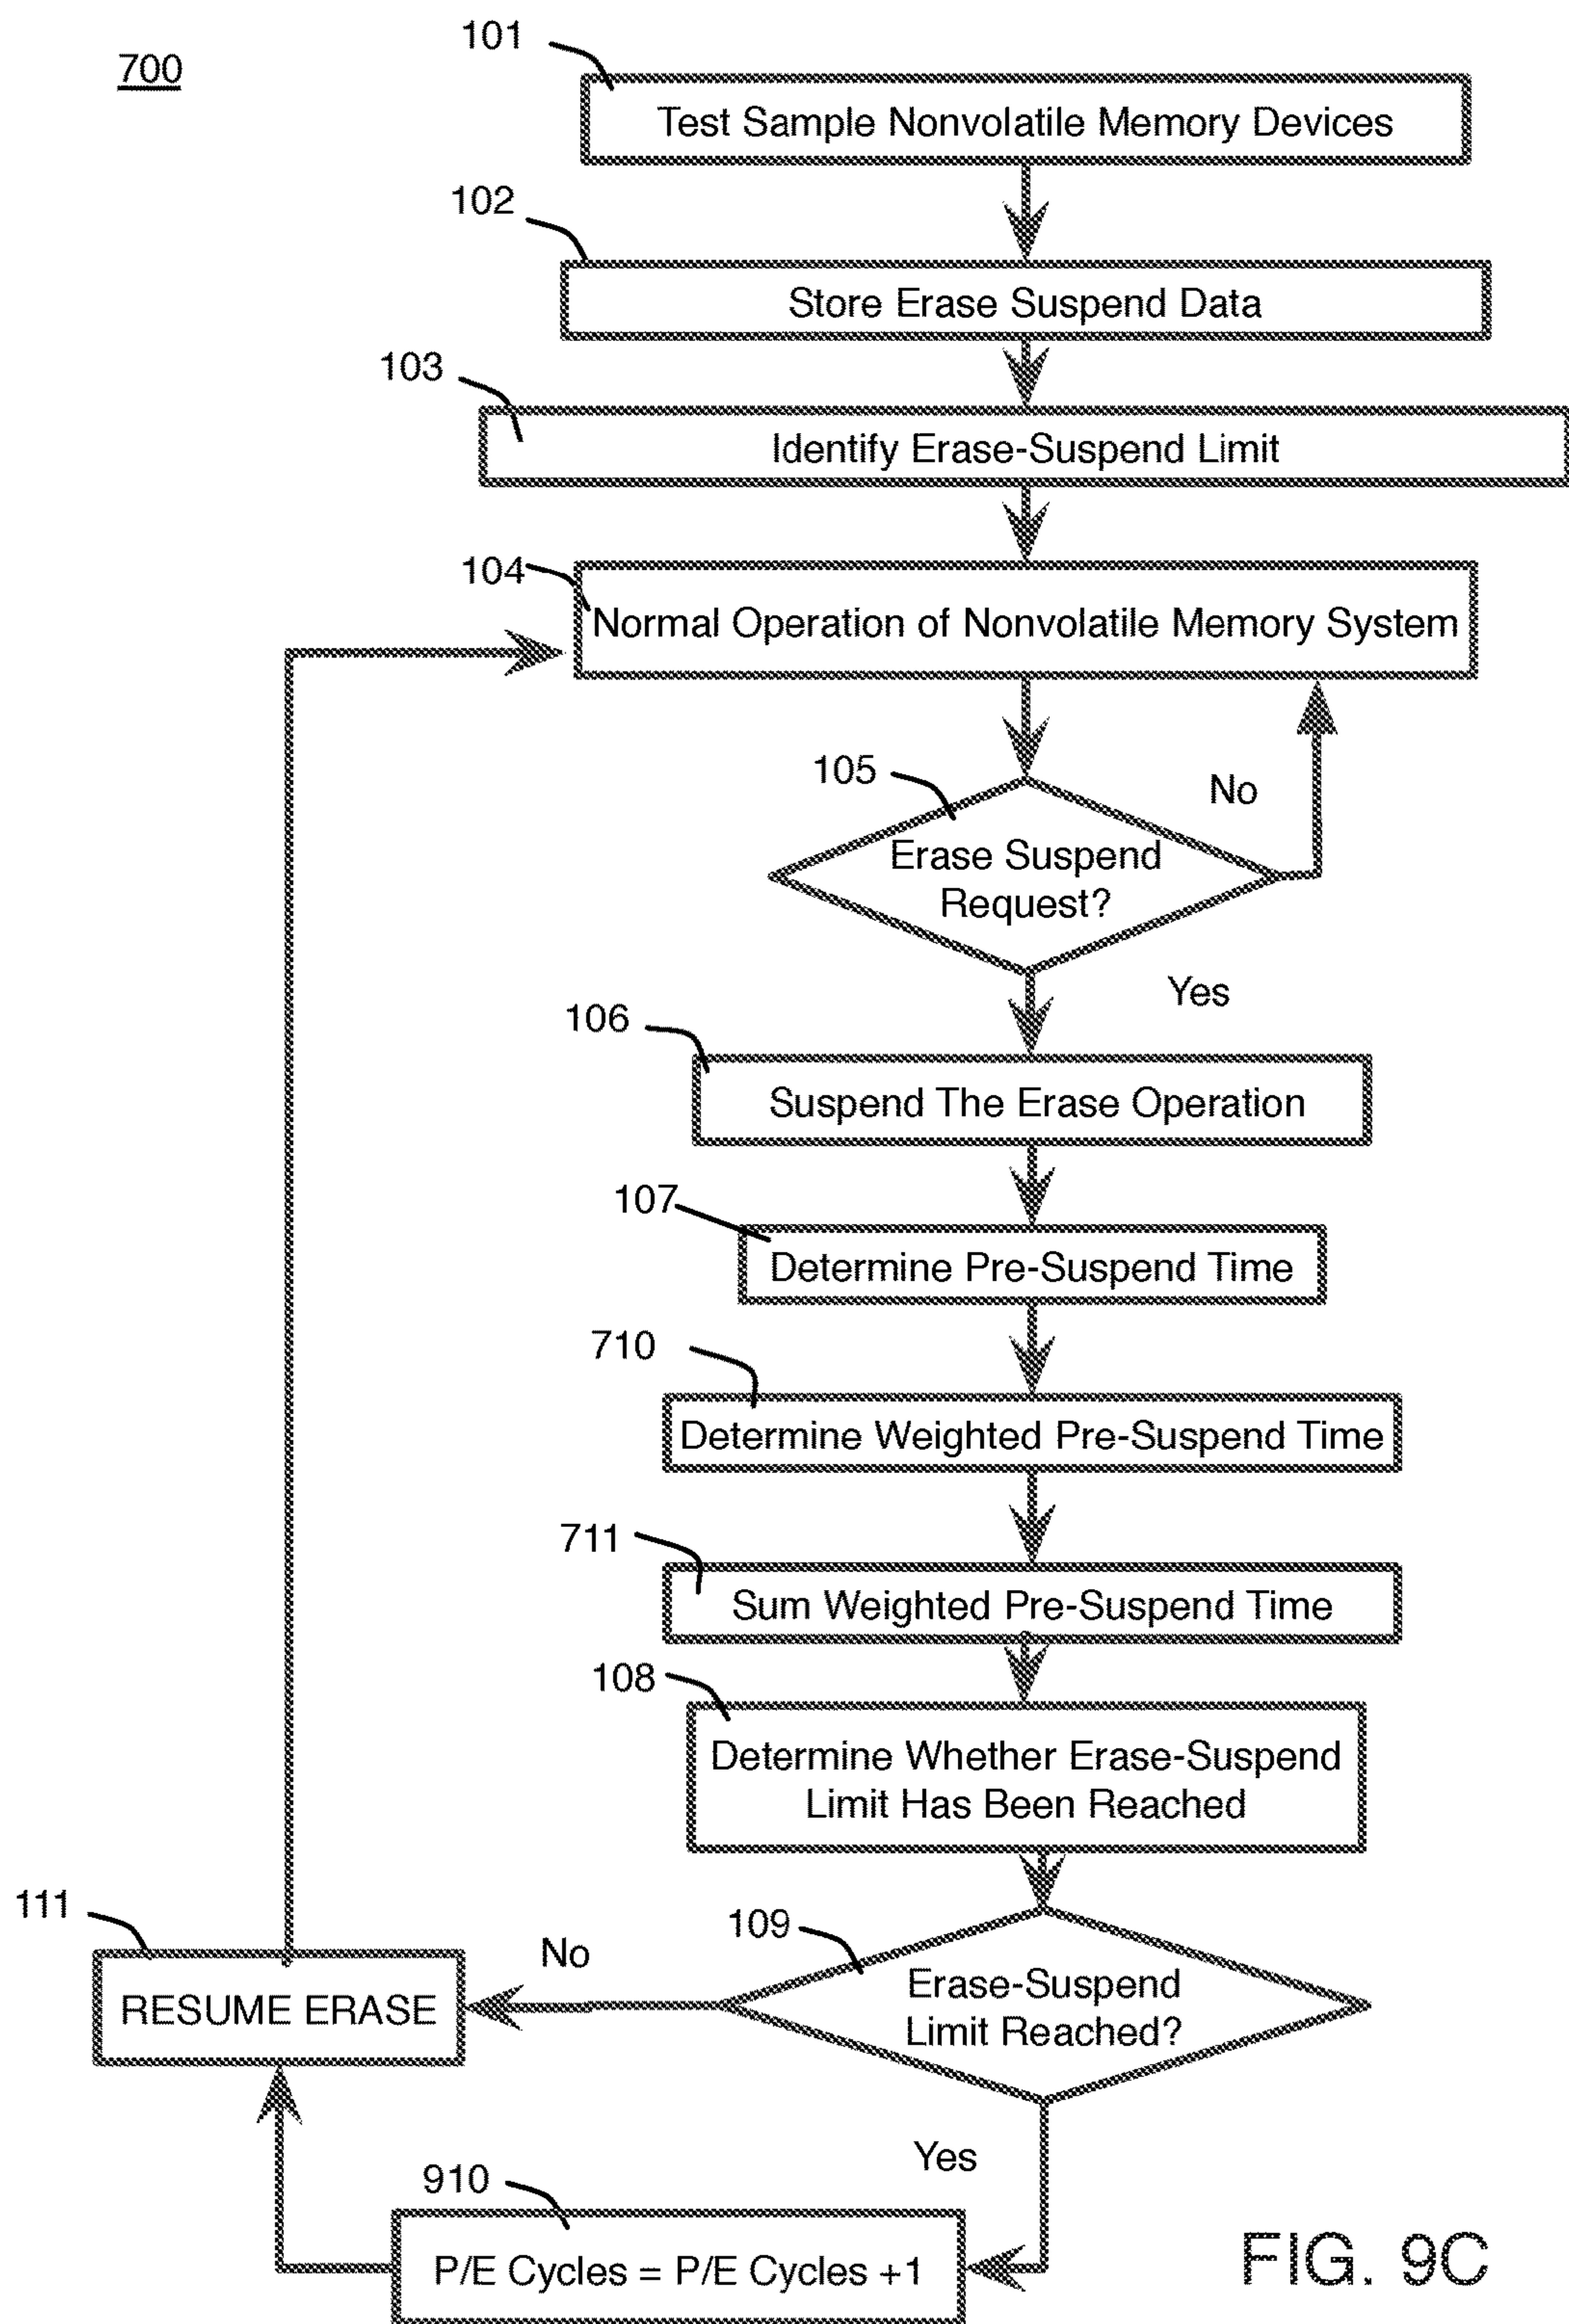 700
101
Test Sample Nonvolatile Memory Devices
102
Store Erase Suspend Data
103
Identify Erase-Suspend Limit
104
Normal Operation of Nonvolatile Memory System
105
No
Erase Suspend
Request?
Yes
106
Suspend The Erase Operation
107
Determine Pre-Suspend Time
710
Determine Weighted Pre-Suspend Time
711
Sum Weighted Pre-Suspend Time
108
Determine Whether Erase-Suspend
Limit Has Been Reached
111
109
No
Erase-Suspend
Limit Reached?
RESUME ERASE
Yes
910
P/E Cycles = P/E Cycles +1
FIG. 9C